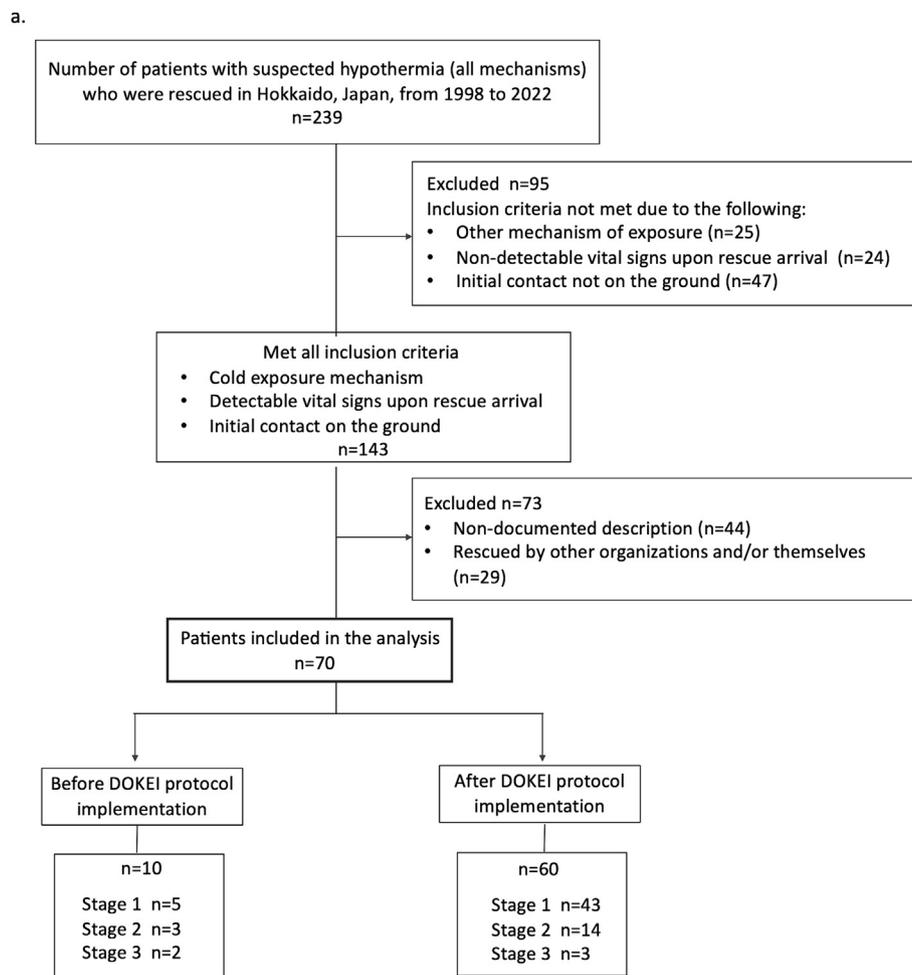 a.
Number of patients with suspected hypothermia (all mechanisms)
who were rescued in Hokkaido, Japan, from 1998 to 2022
n=239
Excluded  n=95
Inclusion criteria not met due to the following:
• Other mechanism of exposure (n=25)
• Non-detectable vital signs upon rescue arrival  (n=24)
• Initial contact not on the ground (n=47)
Met all inclusion criteria
• Cold exposure mechanism
• Detectable vital signs upon rescue arrival
• Initial contact on the ground
n=143
Excluded n=73
• Non-documented description (n=44)
• Rescued by other organizations and/or themselves
(n=29)
Patients included in the analysis
n=70
Before DOKEI protocol
implementation
n=10
Stage 1  n=5
Stage 2  n=3
Stage 3  n=2
After DOKEI protocol
implementation
n=60
Stage 1  n=43
Stage 2  n=14
Stage 3  n=3